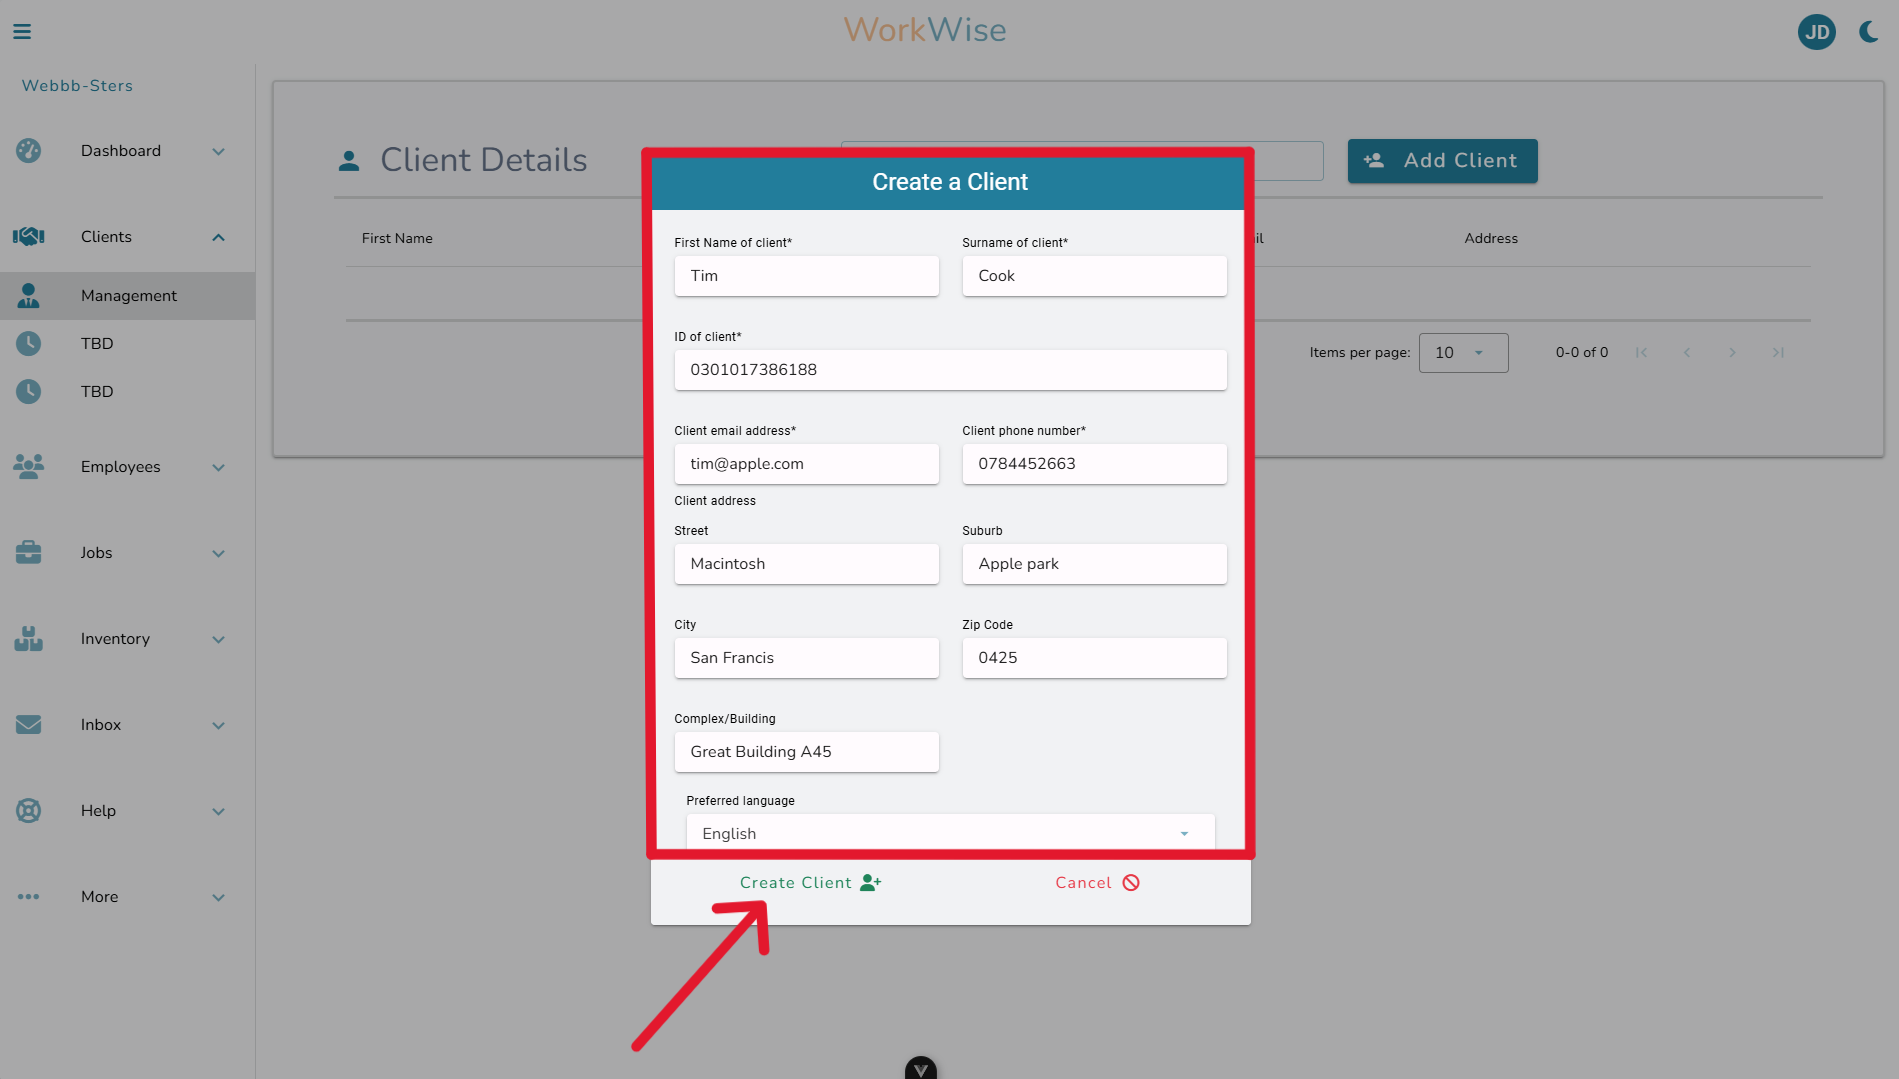 WorkWise
JD
Webbb-Sters
Dashboard
Clients
Management
TBD
TBD
Employees
Jobs
Inventory
Inbox
Help
More
Client Details
Add Client
First Name
il
Address
Items per page:
10
0-0 of 0
Create a Client
First Name of client*
Surname of client*
Tim
Cook
ID of client*
0301017386188
Client email address*
Client phone number*
tim@apple.com
0784452663
Client address
Street
Suburb
Macintosh
Apple park
City
Zip Code
San Francis
0425
Complex/Building
Great Building A45
Preferred language
English
Create Client
Cancel